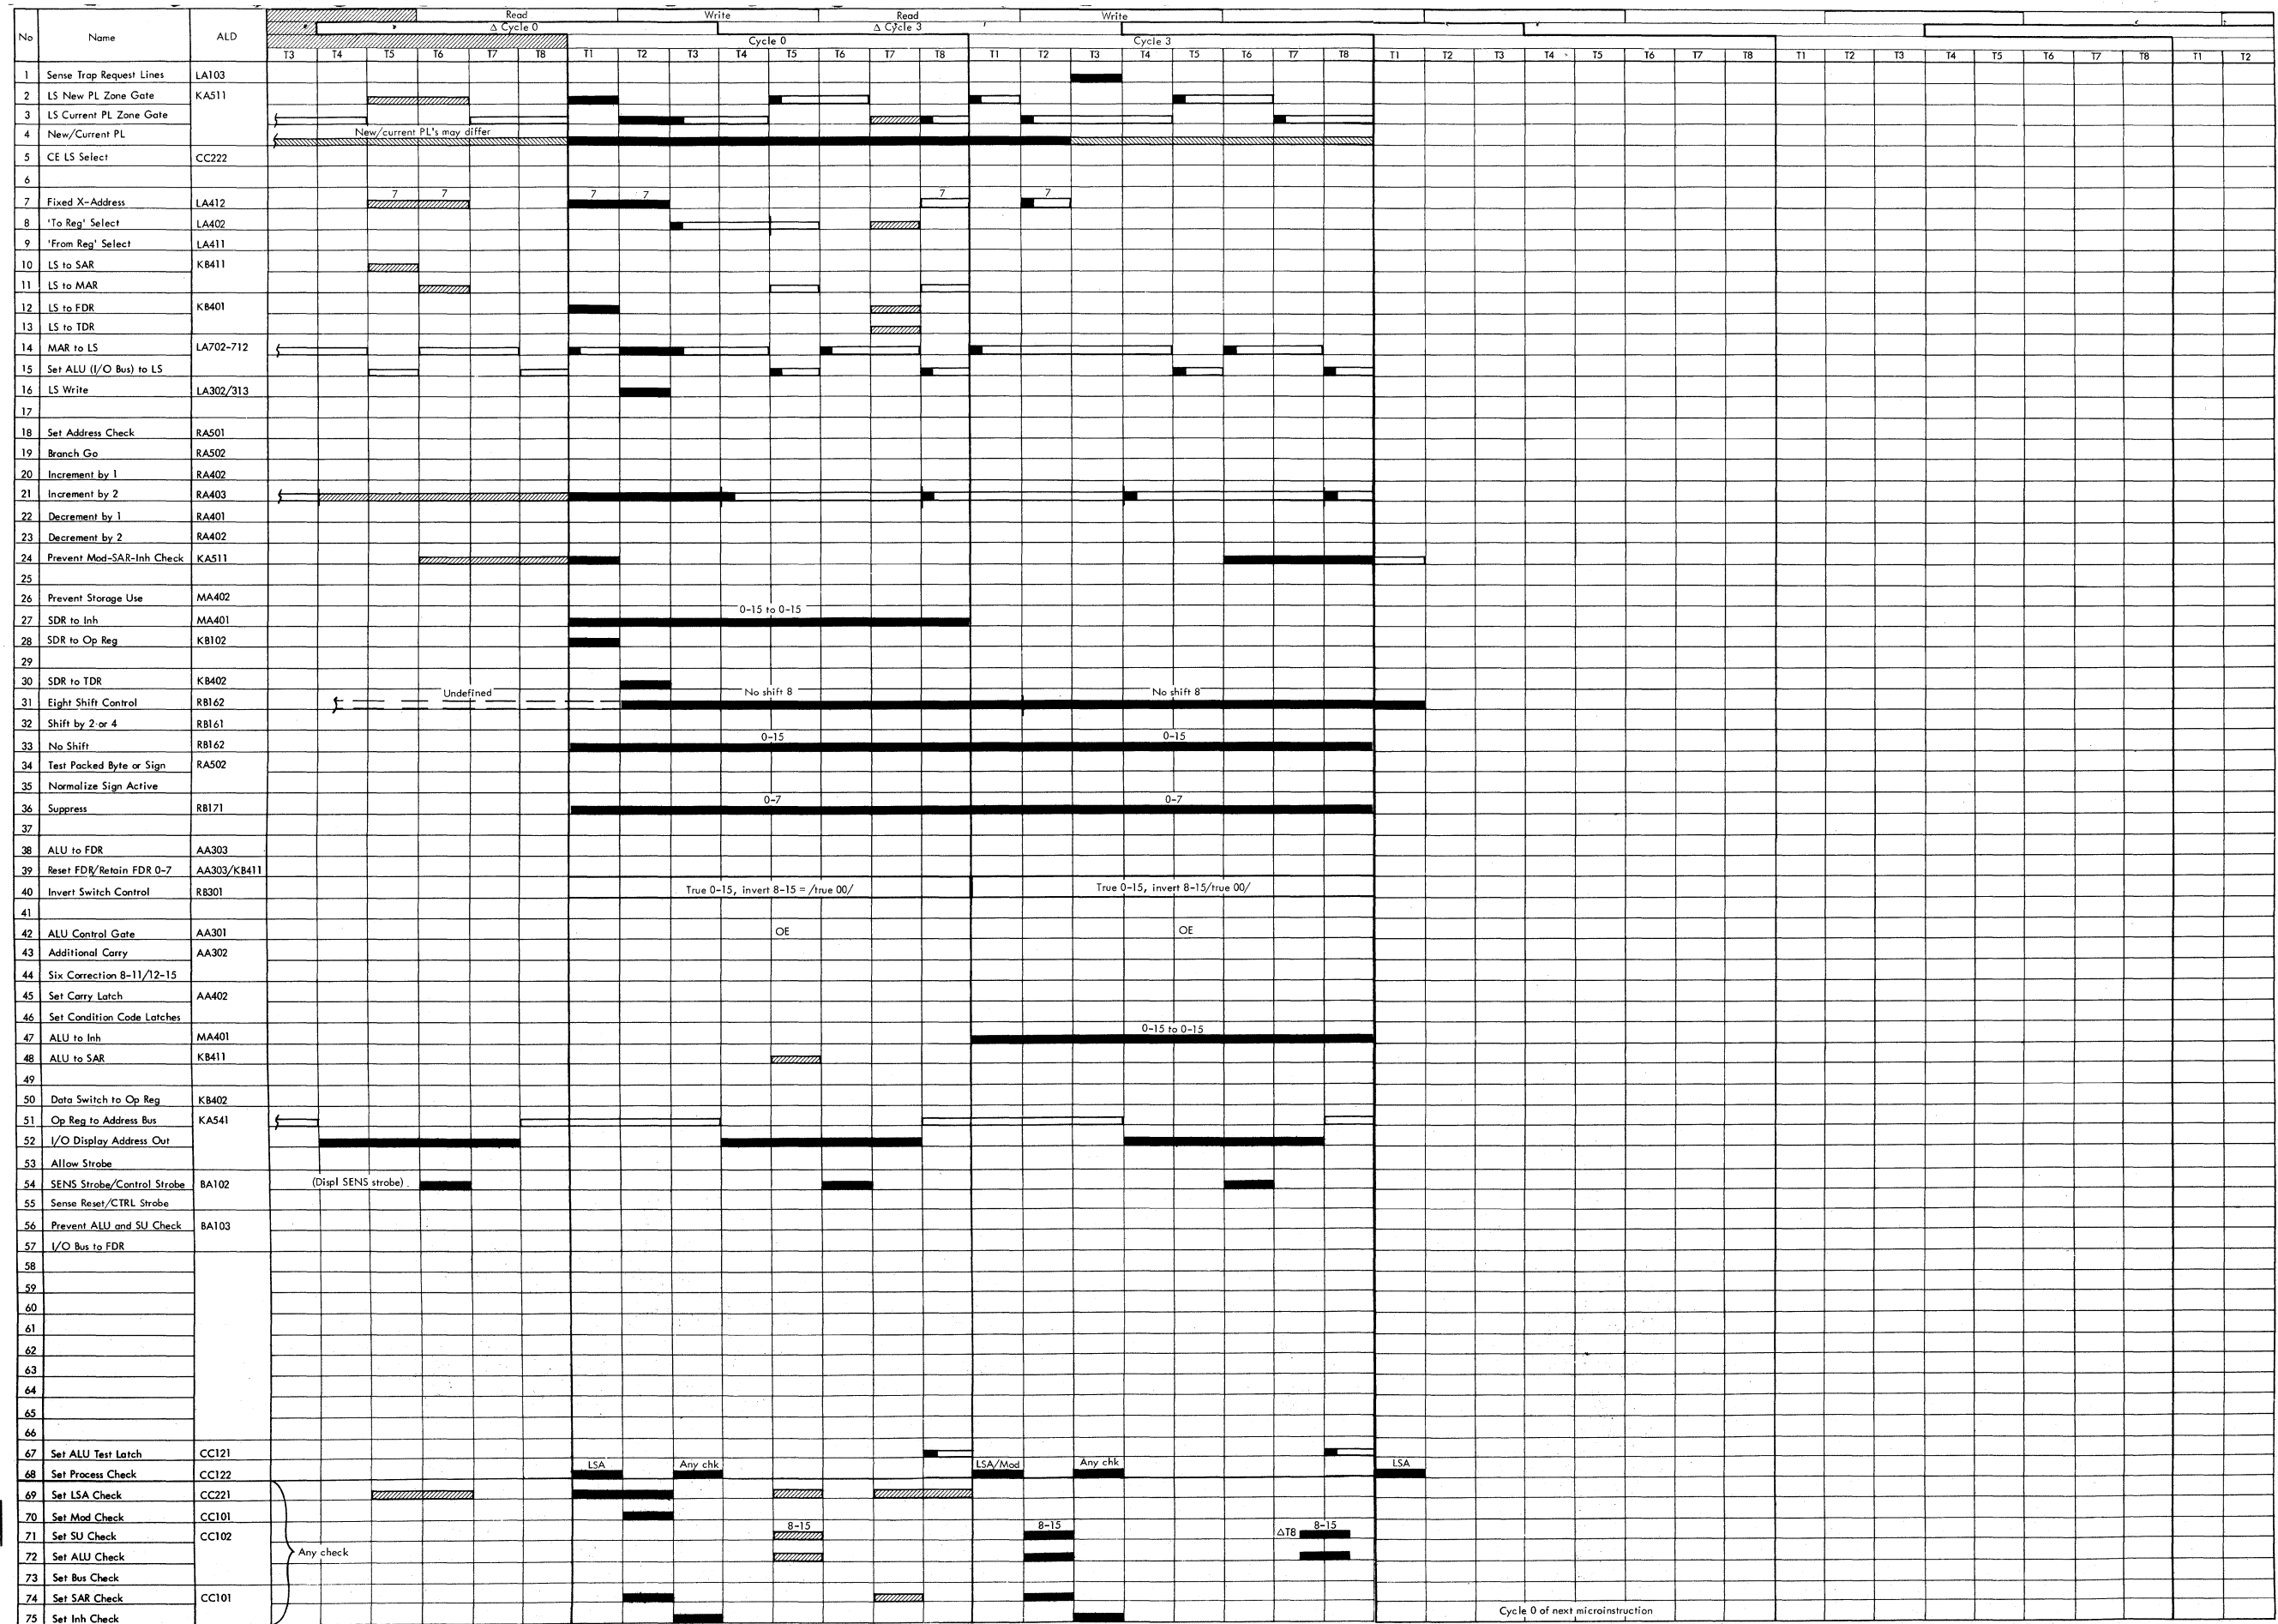 Read Write Read Write
Δ Cycle 0 Δ Cycle 3
No Name ALD Cycle 0 Cycle 3
T3 T4 T5 T6 T7 T8 T1 T2 T3 T4 T5 T6 T7 T8 T1 T2 T3 T4 T5 T6 T7 T8 T1 T2 T3 T4 T5 T6 T7 T8 T1 T2 T3 T4 T5 T6 T7 T8 T1 T2
1 Sense Trap Request Lines LA103
2 LS New PL Zone Gate KA511
3 LS Current PL Zone Gate
4 New/Current PL New/current PL's may differ
5 CE LS Select CC222
6
7 7 7 7 7 7
7 Fixed X-Address LA412
8 'To Reg' Select LA402
9 'From Reg' Select LA411
10 LS to SAR KB411
11 LS to MAR
12 LS to FDR KB401
13 LS to TDR
14 MAR to LS LA702-712
15 Set ALU (I/O Bus) to LS
16 LS Write LA302/313
17
18 Set Address Check RA501
19 Branch Go RA502
20 Increment by 1 RA402
21 Increment by 2 RA403
22 Decrement by 1 RA401
23 Decrement by 2 RA402
24 Prevent Mod-SAR-Inh Check KA511
25
26 Prevent Storage Use MA402
0-15 to 0-15
27 SDR to Inh MA401
28 SDR to Op Reg KB102
29
30 SDR to TDR KB402
Undefined No shift 8 No shift 8
31 Eight Shift Control RB162
32 Shift by 2 or 4 RB161
0-15 0-15
33 No Shift RB162
34 Test Packed Byte or Sign RA502
35 Normalize Sign Active
0-7 0-7
36 Suppress RB171
37
38 ALU to FDR AA303
39 Reset FDR/Retain FDR 0-7 AA303/KB411
40 Invert Switch Control RB301 True 0-15, invert 8-15 = /true 00/ True 0-15, invert 8-15/true 00/
41
42 ALU Control Gate AA301 OE OE
43 Additional Carry AA302
44 Six Correction 8-11/12-15
45 Set Carry Latch AA402
46 Set Condition Code Latches
0-15 to 0-15
47 ALU to Inh MA401
48 ALU to SAR KB411
49
50 Data Switch to Op Reg KB402
51 Op Reg to Address Bus KA541
52 I/O Display Address Out
53 Allow Strobe
54 SENS Strobe/Control Strobe BA102 (Displ SENS strobe)
55 Sense Reset/CTRL Strobe
56 Prevent ALU and SU Check BA103
57 I/O Bus to FDR
58
59
60
61
62
63
64
65
66
67 Set ALU Test Latch CC121
LSA Any chk LSA/Mod Any chk LSA
68 Set Process Check CC122
69 Set LSA Check CC221
70 Set Mod Check CC101
8-15 8-15 8-15
71 Set SU Check CC102 ΔT8
72 Set ALU Check Any check
73 Set Bus Check
74 Set SAR Check CC101
75 Set Inh Check Cycle 0 of next microinstruction